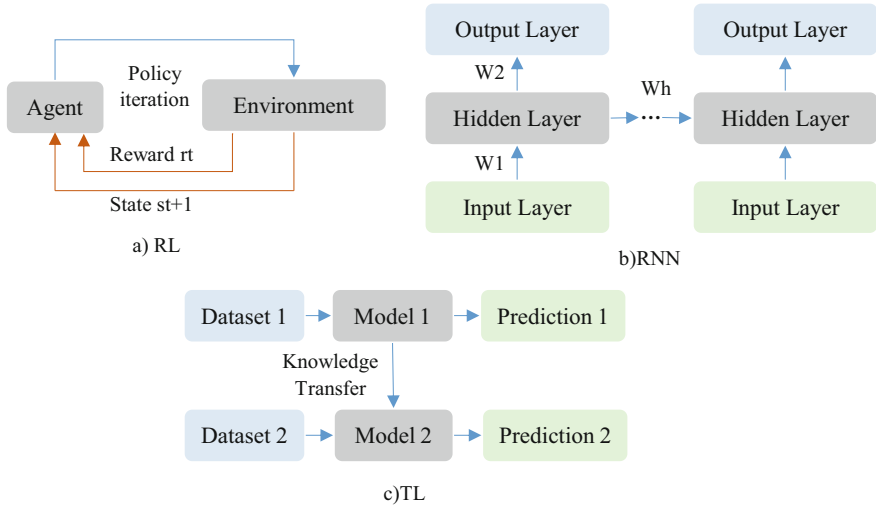 Policy
iteration
Agent
Environment
Reward rt
State st+1
a) RL
Output Layer
Output Layer
W2
Wh
Hidden Layer
...
Hidden Layer
W1
Input Layer
Input Layer
b)RNN
Dataset 1
Model 1
Prediction 1
Knowledge
Transfer
Dataset 2
Model 2
Prediction 2
c)TL